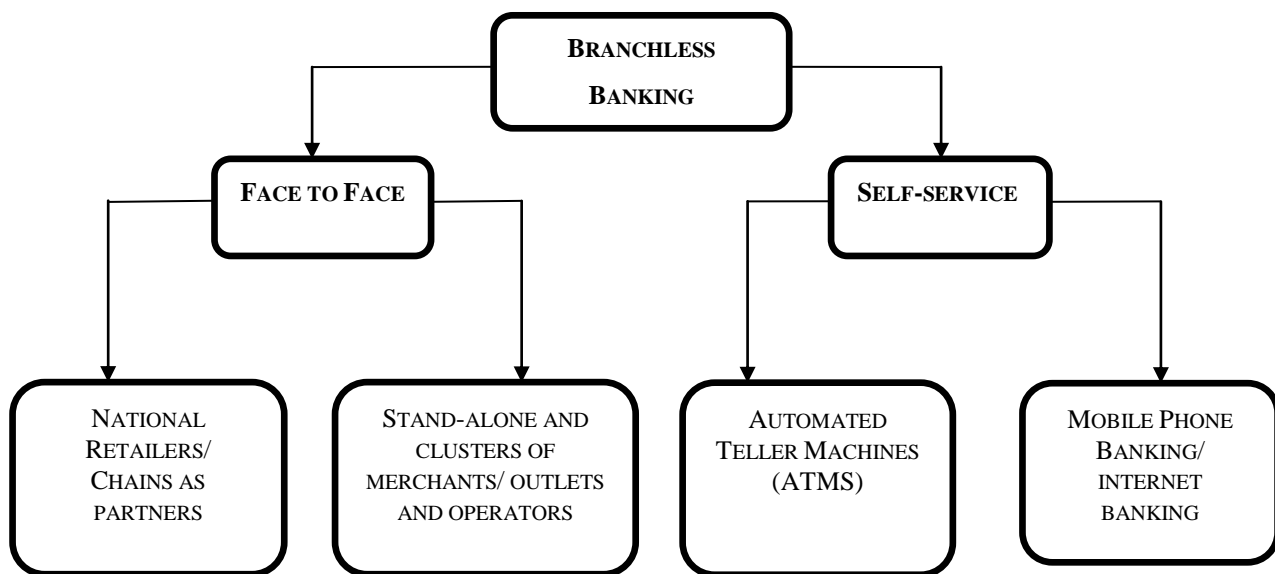 BRANCHLESS
BANKING
FACE TO FACE
SELF-SERVICE
NATIONAL
RETAILERS/
CHAINS AS
PARTNERS
STAND-ALONE AND
CLUSTERS OF
MERCHANTS/ OUTLETS
AND OPERATORS
AUTOMATED
TELLER MACHINES
(ATMS)
MOBILE PHONE
BANKING/
INTERNET
BANKING